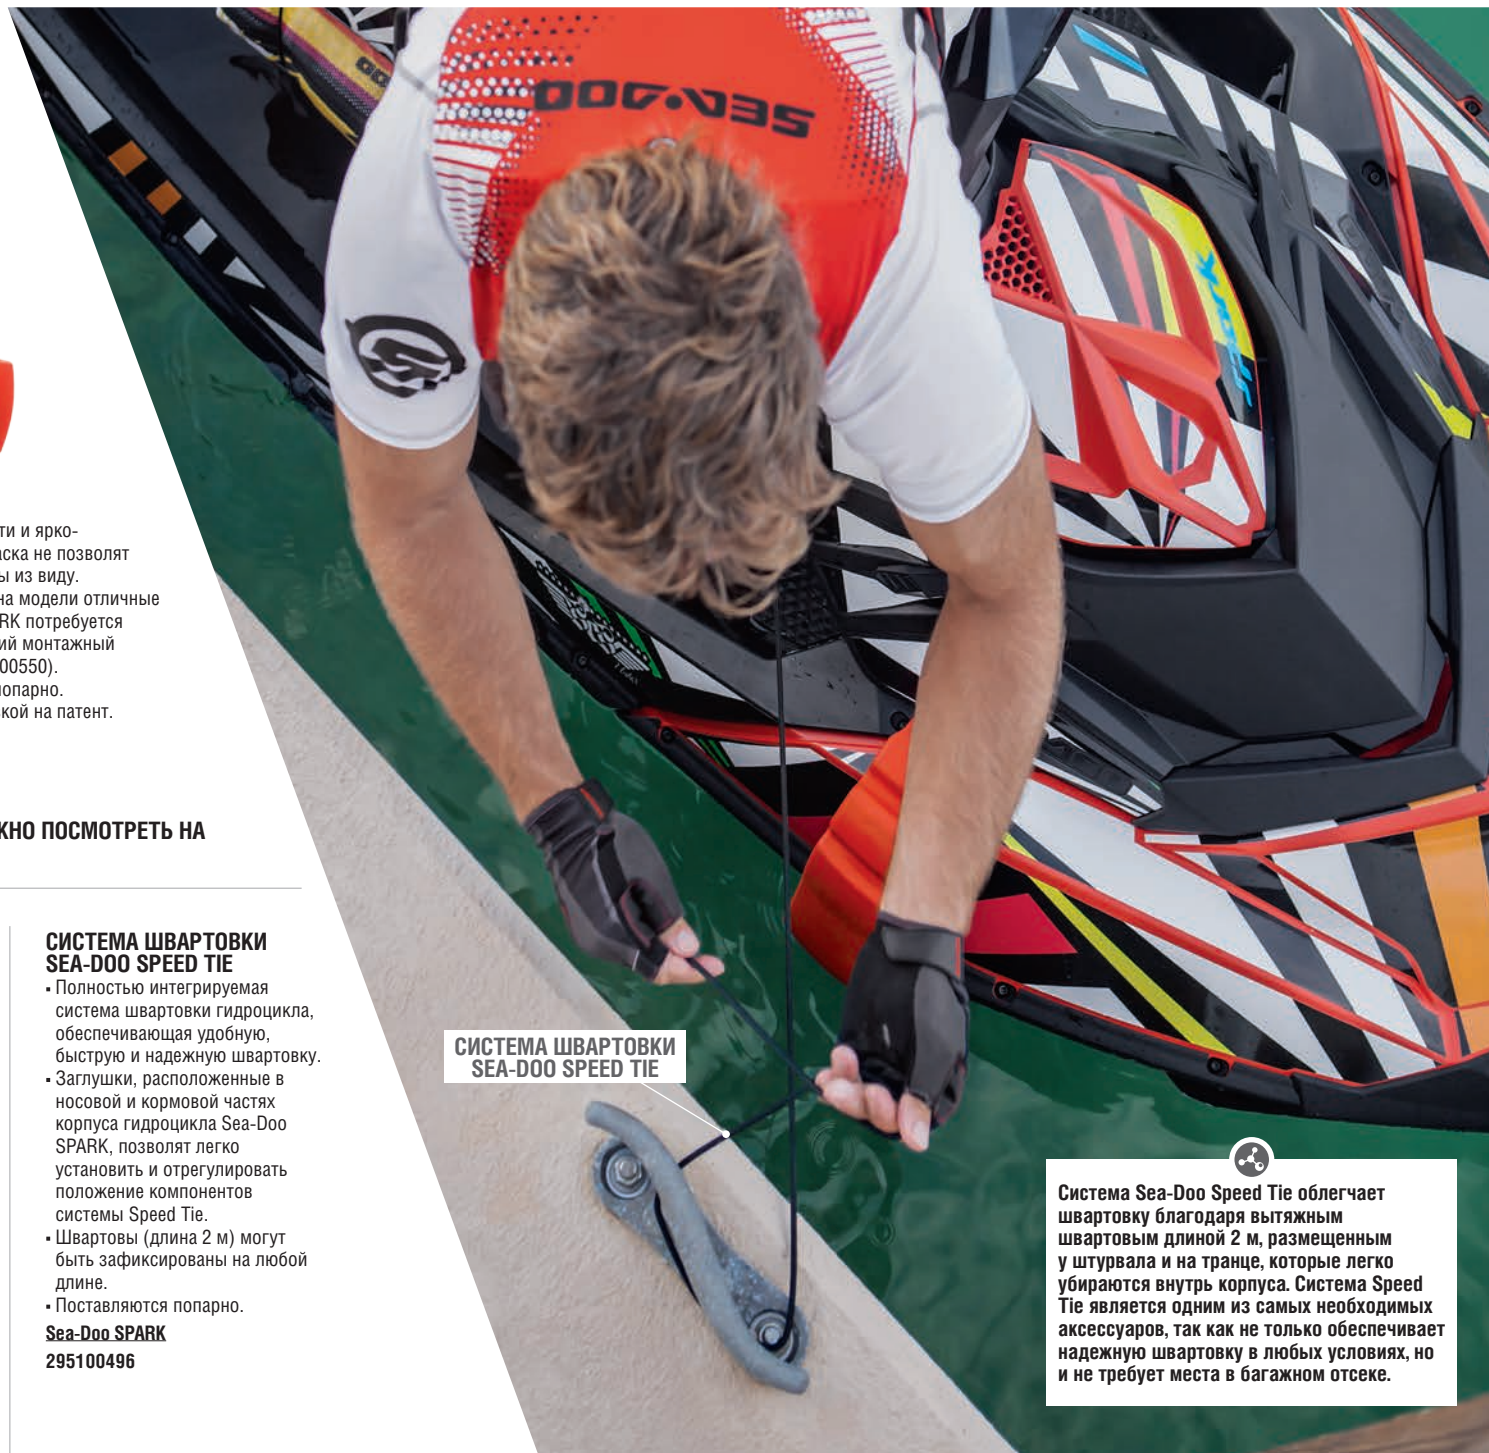 SEA-DOO
SPARK
ти и ярко-
аска не позволят
ы из виду.
на модели отличные
RK потребуется
ий монтажный
00550).
попарно.
кой на патент.
КНО ПОСМОТРЕТЬ НА
СИСТЕМА ШВАРТОВКИ
SEA-DOO SPEED TIE
▪ Полностью интегрируемая
система швартовки гидроцикла,
обеспечивающая удобную,
быструю и надежную швартовку.
▪ Заглушки, расположенные в
носовой и кормовой частях
корпуса гидроцикла Sea-Doo
SPARK, позволят легко
установить и отрегулировать
положение компонентов
системы Speed Tie.
▪ Швартовы (длина 2 м) могут
быть зафиксированы на любой
длине.
▪ Поставляются попарно.
Sea-Doo SPARK
295100496
СИСТЕМА ШВАРТОВКИ
SEA-DOO SPEED TIE
Система Sea-Doo Speed Tie облегчает
швартовку благодаря вытяжным
швартовым длиной 2 м, размещенным
у штурвала и на транце, которые легко
убираются внутрь корпуса. Система Speed
Tie является одним из самых необходимых
аксессуаров, так как не только обеспечивает
надежную швартовку в любых условиях, но
и не требует места в багажном отсеке.